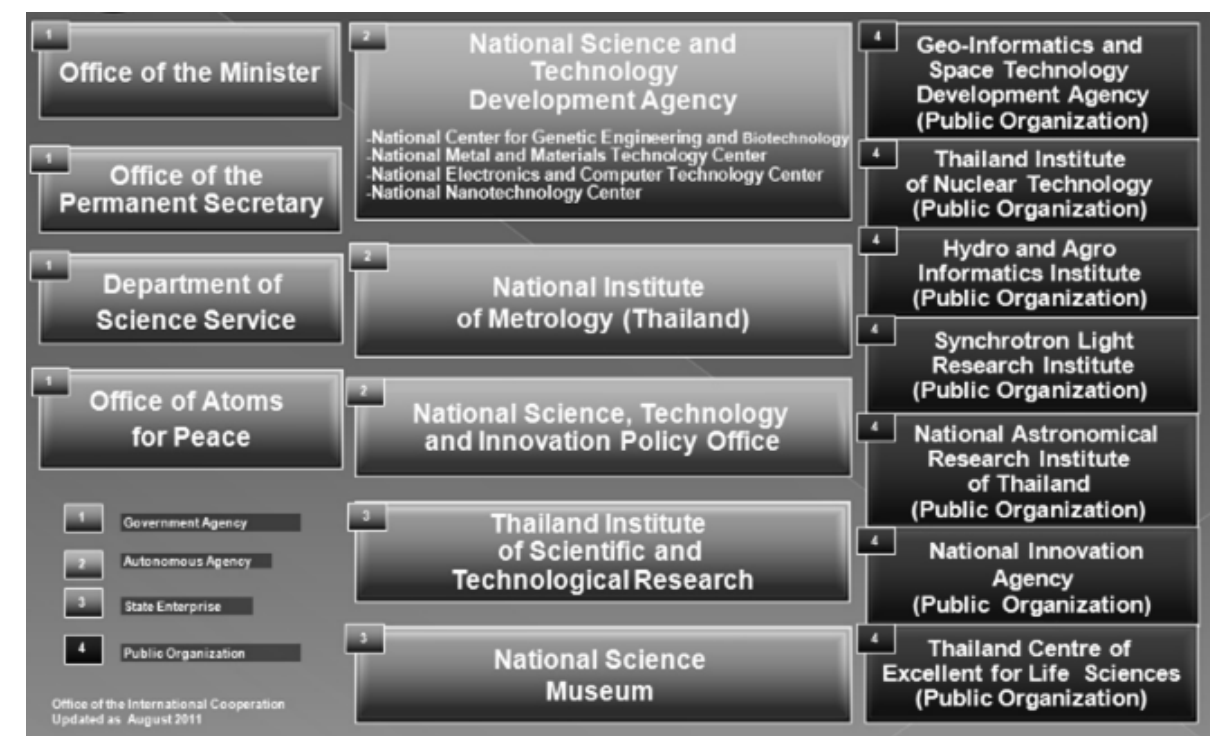 1
Office of the Minister
1
Office of the
Permanent Secretary
1
Department of
Science Service
1
Office of Atoms
for Peace
1
Government Agency
2
Autonomous Agency
3
State Enterprise
4
Public Organization
Office of the International Cooperation
Updated as August 2011
2
National Science and
Technology
Development Agency
-National Center for Genetic Engineering and Biotechnology
-National Metal and Materials Technology Center
-National Electronics and Computer Technology Center
-National Nanotechnology Center
2
National Institute
of Metrology (Thailand)
2
National Science, Technology
and Innovation Policy Office
3
Thailand Institute
of Scientific and
Technological Research
3
National Science
Museum
4
Geo-Informatics and
Space Technology
Development Agency
(Public Organization)
4
Thailand Institute
of Nuclear Technology
(Public Organization)
4
Hydro and Agro
Informatics Institute
(Public Organization)
4
Synchrotron Light
Research Institute
(Public Organization)
4
National Astronomical
Research Institute
of Thailand
(Public Organization)
4
National Innovation
Agency
(Public Organization)
4
Thailand Centre of
Excellent for Life Sciences
(Public Organization)